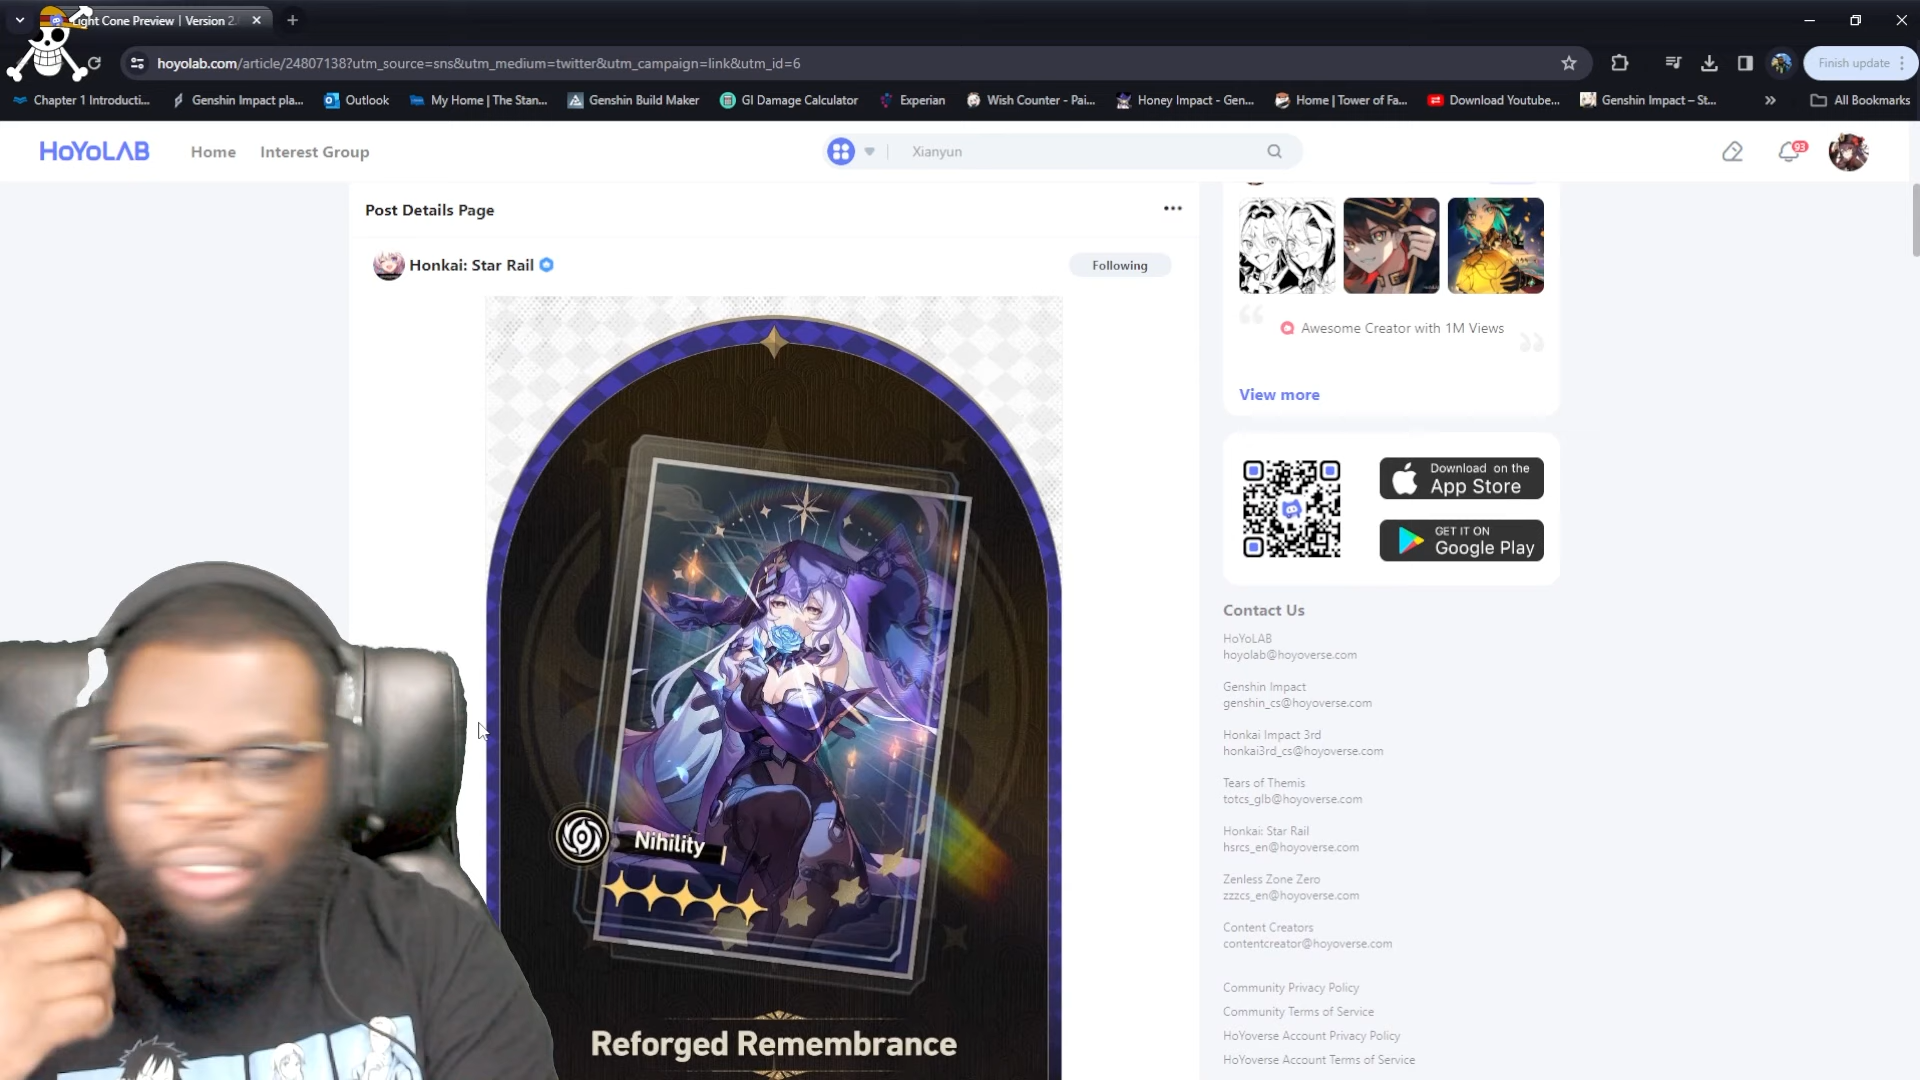 Light Cone Preview | Version 2.
hoyolab.com/article/24807138?utm_source=sns&utm_medium=twitter&utm_campaign=link&utm_id=6
Finish update
Chapter 1 Introducti...
Genshin Impact pla...
Outlook
My Home | The Stan...
Genshin Build Maker
GI Damage Calculator
Experian
Wish Counter - Pai...
Honey Impact - Gen...
Home | Tower of Fa...
Download Youtube...
Genshin Impact – St...
All Bookmarks
HoYoLAB
Home
Interest Group
Xianyun
93
Post Details Page
Honkai: Star Rail
Following
Nihility
Reforged Remembrance
Awesome Creator with 1M Views
View more
Download on the
App Store
GET IT ON
Google Play
Contact Us
HoYoLAB
hoyolab@hoyoverse.com
Genshin Impact
genshin_cs@hoyoverse.com
Honkai Impact 3rd
honkai3rd_cs@hoyoverse.com
Tears of Themis
totcs_glb@hoyoverse.com
Honkai: Star Rail
hsrcs_en@hoyoverse.com
Zenless Zone Zero
zzzcs_en@hoyoverse.com
Content Creators
contentcreator@hoyoverse.com
Community Privacy Policy
Community Terms of Service
HoYoverse Account Privacy Policy
HoYoverse Account Terms of Service